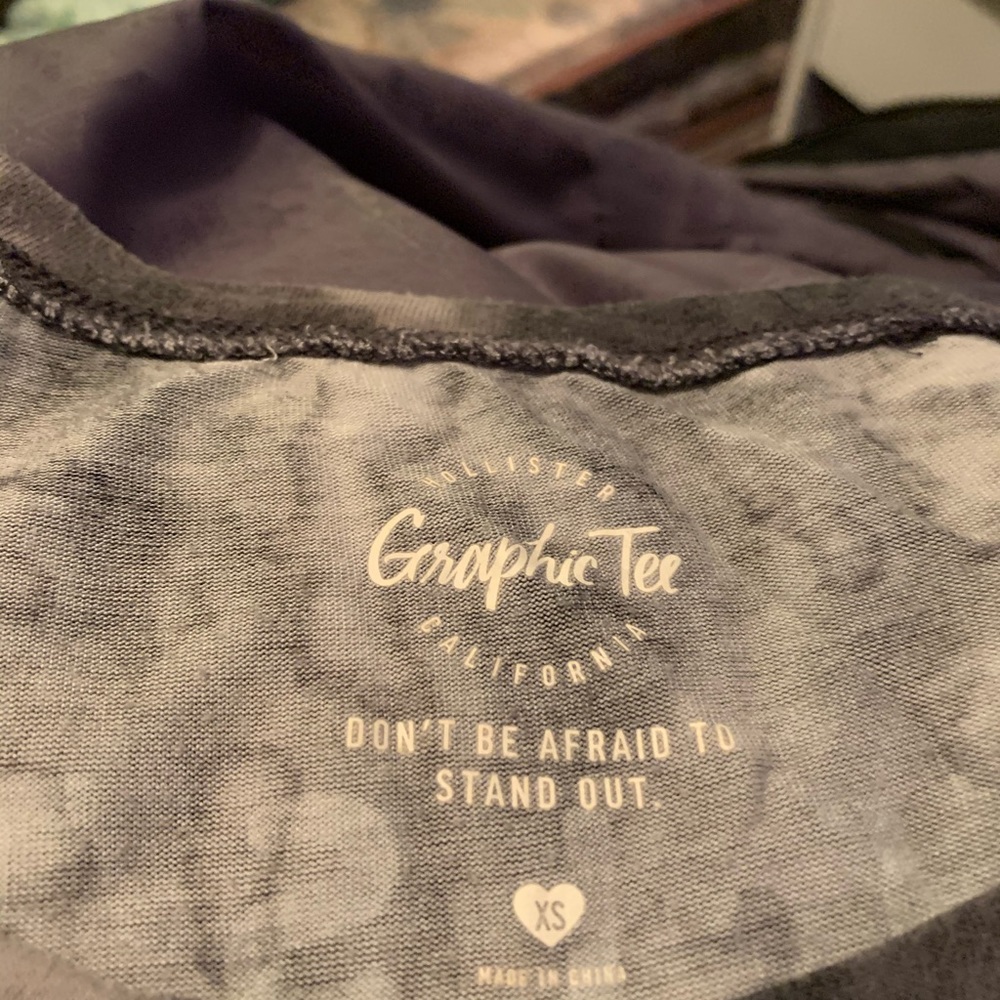 HOLLISTER
Graphic Tee
CALIFORNIA
DON'T BE AFRAID TO
STAND OUT.
XS
MADE IN CHINA